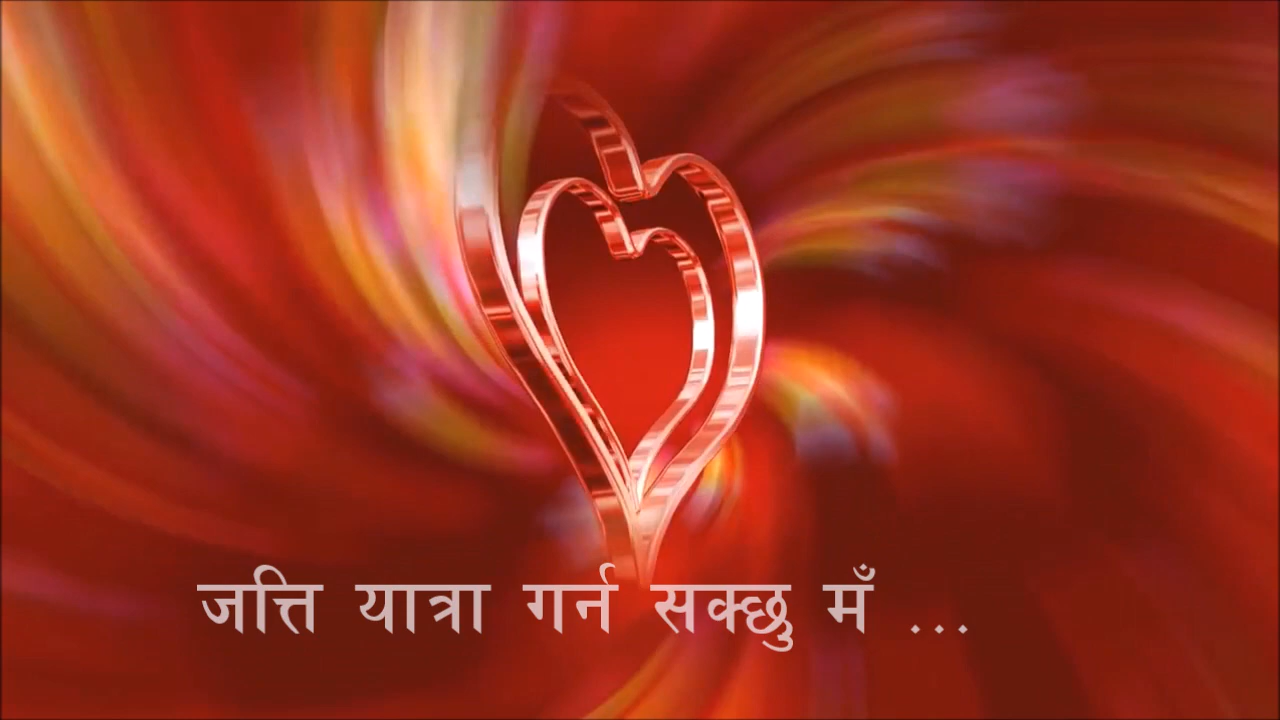 जत्ति यात्रा गर्न सक्छु मँ ...